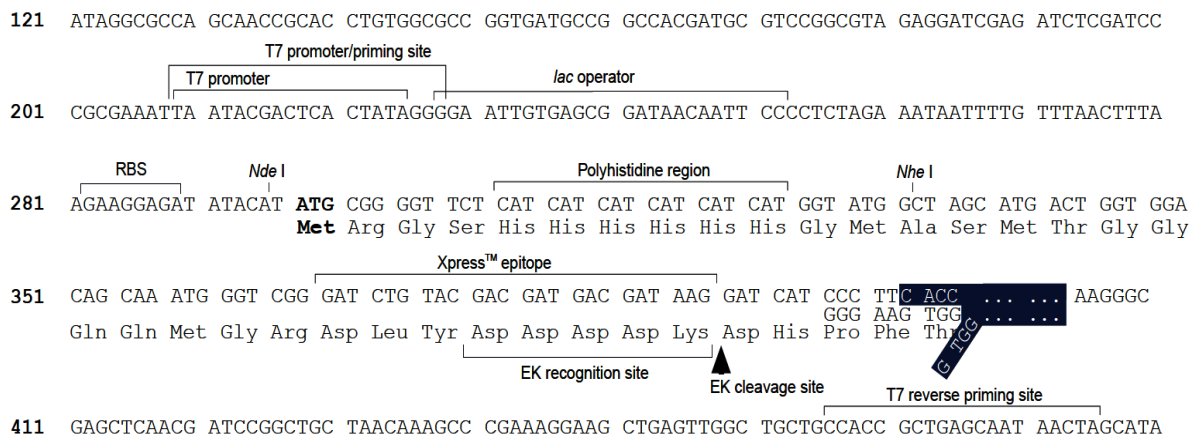 121 ATAGGCGCCA GCAACCGCAC CTGTGGCGCC GGTGATGCCG GCCACGATGC GTCCGGCGTA GAGGATCGAG ATCTCGATCC
T7 promoter/priming site
T7 promoter
lac operator
201 CGCGAAATTA ATACGACTCA CTATAGGGGA ATTGTGAGCG GATAACAATT CCCCTCTAGA AATAATTTTG TTTAACTTTA
RBS Nde I Polyhistidine region Nhe I
281 AGAAGGAGAT ATACAT ATG CGG GGT TCT CAT CAT CAT CAT CAT CAT GGT ATG GCT AGC ATG ACT GGT GGA
Met Arg Gly Ser His His His His His His Gly Met Ala Ser Met Thr Gly Gly
Xpress™ epitope
351 CAG CAA ATG GGT CGG GAT CTG TAC GAC GAT GAC GAT AAG GAT CAT CCC TTC ACC ... ... AAGGGC
GGG AAG TGG ... ...
Gln Gln Met Gly Arg Asp Leu Tyr Asp Asp Asp Asp Lys Asp His Pro Phe Thr
G TGG
EK recognition site EK cleavage site
T7 reverse priming site
411 GAGCTCAACG ATCCGGCTGC TAACAAAGCC CGAAAGGAAG CTGAGTTGGC TGCTGCCACC GCTGAGCAAT AACTAGCATA